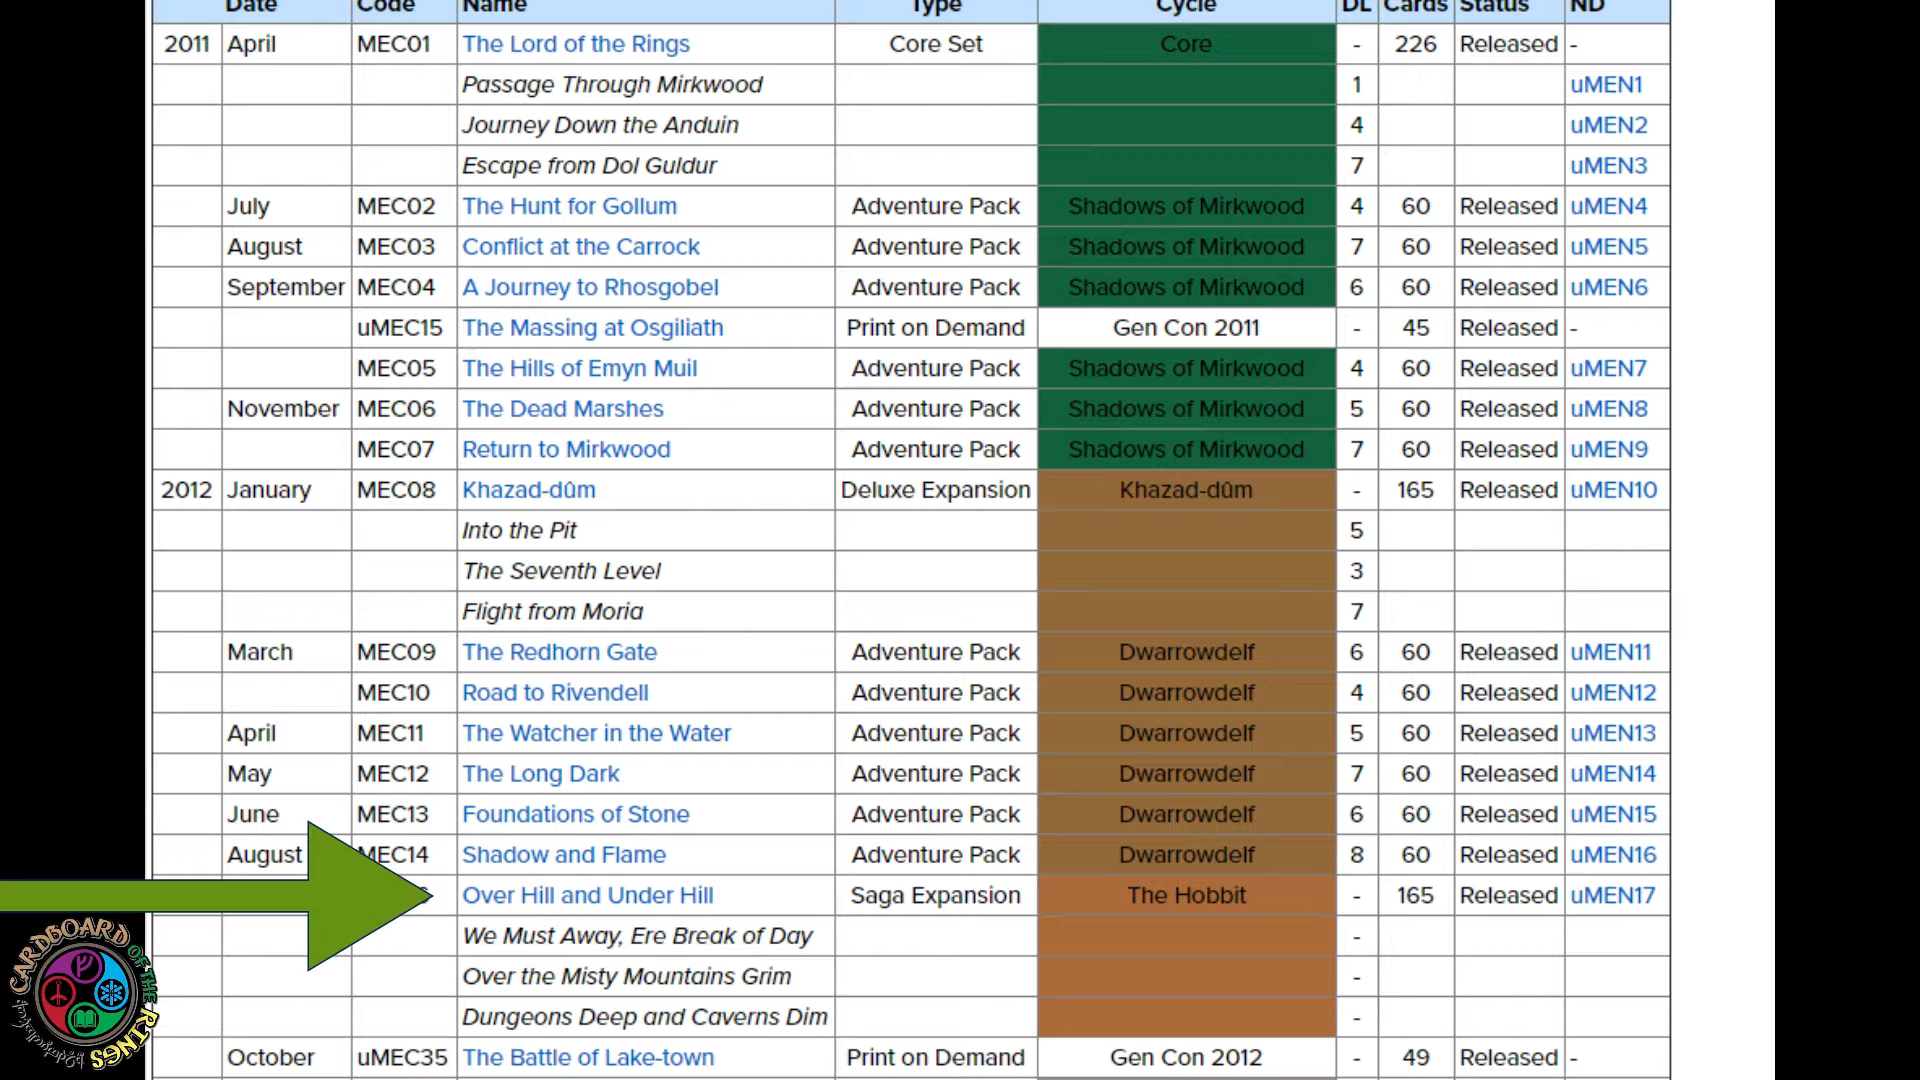 Date Code Name Type Cycle DL Cards Status ND
2011 April MEC01 The Lord of the Rings Core Set Core - 226 Released -
Passage Through Mirkwood 1 uMEN1
Journey Down the Anduin 4 uMEN2
Escape from Dol Guldur 7 uMEN3
July MEC02 The Hunt for Gollum Adventure Pack Shadows of Mirkwood 4 60 Released uMEN4
August MEC03 Conflict at the Carrock Adventure Pack Shadows of Mirkwood 7 60 Released uMEN5
September MEC04 A Journey to Rhosgobel Adventure Pack Shadows of Mirkwood 6 60 Released uMEN6
uMEC15 The Massing at Osgiliath Print on Demand Gen Con 2011 - 45 Released -
MEC05 The Hills of Emyn Muil Adventure Pack Shadows of Mirkwood 4 60 Released uMEN7
November MEC06 The Dead Marshes Adventure Pack Shadows of Mirkwood 5 60 Released uMEN8
MEC07 Return to Mirkwood Adventure Pack Shadows of Mirkwood 7 60 Released uMEN9
2012 January MEC08 Khazad-dûm Deluxe Expansion Khazad-dûm - 165 Released uMEN10
Into the Pit 5
The Seventh Level 3
Flight from Moria 7
March MEC09 The Redhorn Gate Adventure Pack Dwarrowdelf 6 60 Released uMEN11
MEC10 Road to Rivendell Adventure Pack Dwarrowdelf 4 60 Released uMEN12
April MEC11 The Watcher in the Water Adventure Pack Dwarrowdelf 5 60 Released uMEN13
May MEC12 The Long Dark Adventure Pack Dwarrowdelf 7 60 Released uMEN14
June MEC13 Foundations of Stone Adventure Pack Dwarrowdelf 6 60 Released uMEN15
August MEC14 Shadow and Flame Adventure Pack Dwarrowdelf 8 60 Released uMEN16
Over Hill and Under Hill Saga Expansion The Hobbit - 165 Released uMEN17
We Must Away, Ere Break of Day -
Over the Misty Mountains Grim -
Dungeons Deep and Caverns Dim -
October uMEC35 The Battle of Lake-town Print on Demand Gen Con 2012 - 49 Released -
CARDBOARD OF THE RINGS